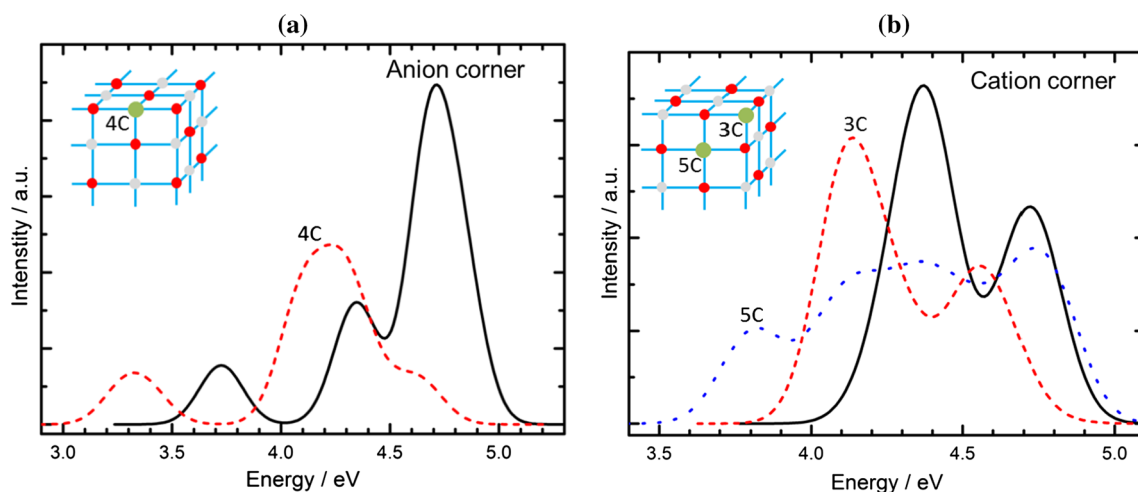 (a)
Anion corner
4C
4C
Intenstity / a.u.
3.0 3.5 4.0 4.5 5.0
Energy / eV
(b)
Cation corner
3C
5C
3C
5C
Intensity / a.u.
3.5 4.0 4.5 5.0
Energy / eV